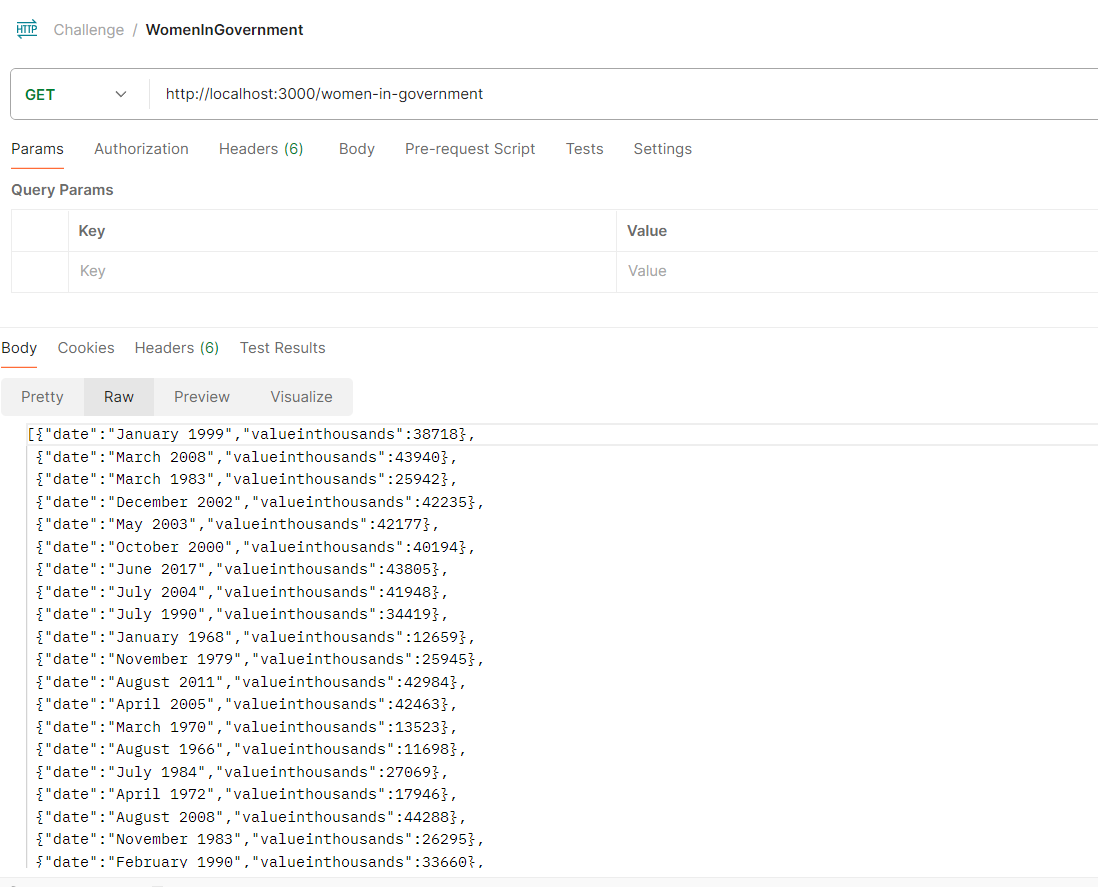 HTTP Challenge / WomenInGovernment
GET http://localhost:3000/women-in-government
Params Authorization Headers (6) Body Pre-request Script Tests Settings
Query Params
Key Value
Key Value
Body Cookies Headers (6) Test Results
Pretty Raw Preview Visualize
[{"date":"January 1999","valueinthousands":38718},
{"date":"March 2008","valueinthousands":43940},
{"date":"March 1983","valueinthousands":25942},
{"date":"December 2002","valueinthousands":42235},
{"date":"May 2003","valueinthousands":42177},
{"date":"October 2000","valueinthousands":40194},
{"date":"June 2017","valueinthousands":43805},
{"date":"July 2004","valueinthousands":41948},
{"date":"July 1990","valueinthousands":34419},
{"date":"January 1968","valueinthousands":12659},
{"date":"November 1979","valueinthousands":25945},
{"date":"August 2011","valueinthousands":42984},
{"date":"April 2005","valueinthousands":42463},
{"date":"March 1970","valueinthousands":13523},
{"date":"August 1966","valueinthousands":11698},
{"date":"July 1984","valueinthousands":27069},
{"date":"April 1972","valueinthousands":17946},
{"date":"August 2008","valueinthousands":44288},
{"date":"November 1983","valueinthousands":26295},
{"date":"February 1990","valueinthousands":33660},